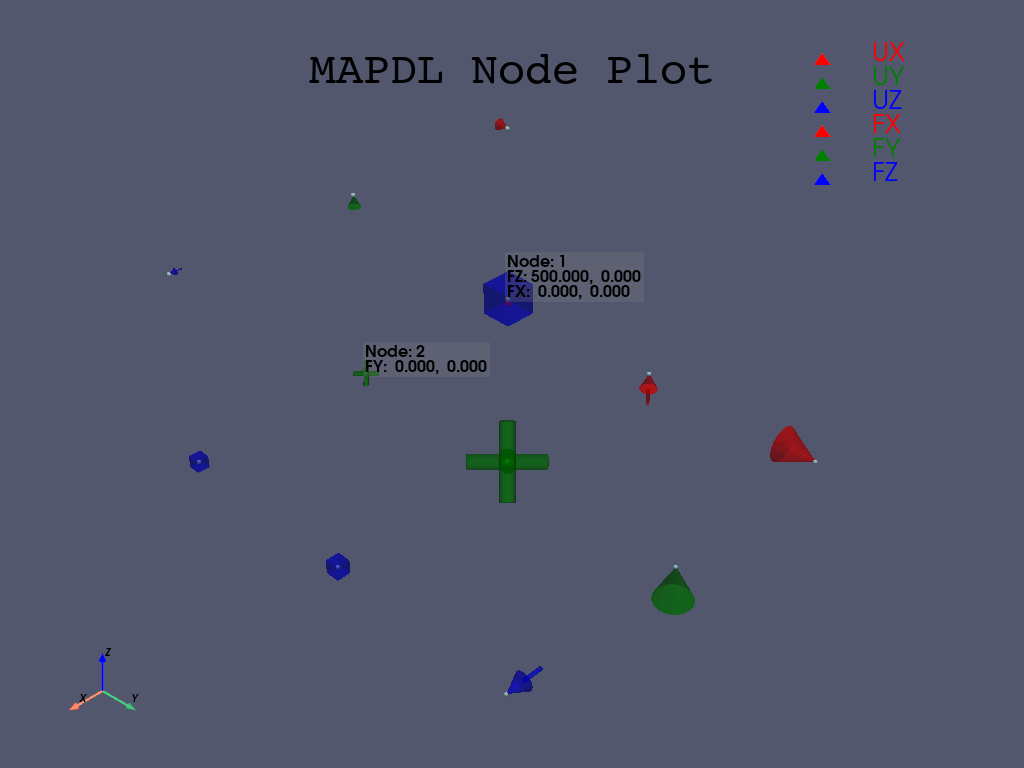 MAPDL Node Plot
UX
UY
UZ
FX
FY
FZ
Node: 1
FZ: 500.000, 0.000
FX: 0.000, 0.000
Node: 2
FY: 0.000, 0.000
Z
X
Y